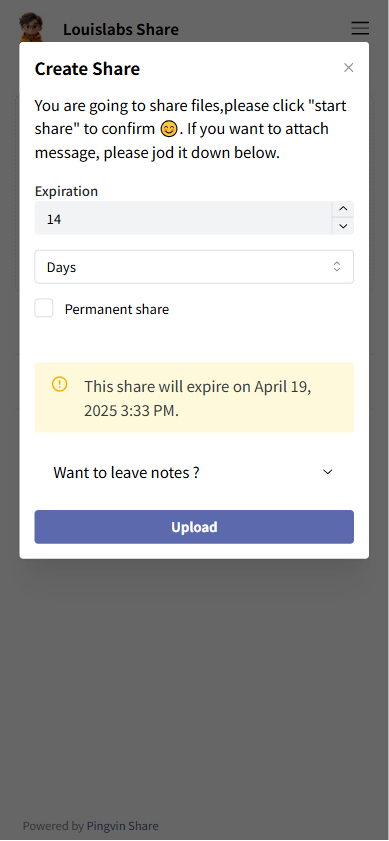 Louislabs Share
Create Share
You are going to share files,please click "start
share" to confirm 😊. If you want to attach
message, please jod it down below.
Expiration
14
Days
Permanent share
This share will expire on April 19,
2025 3:33 PM.
Want to leave notes ?
Upload
Powered by Pingvin Share